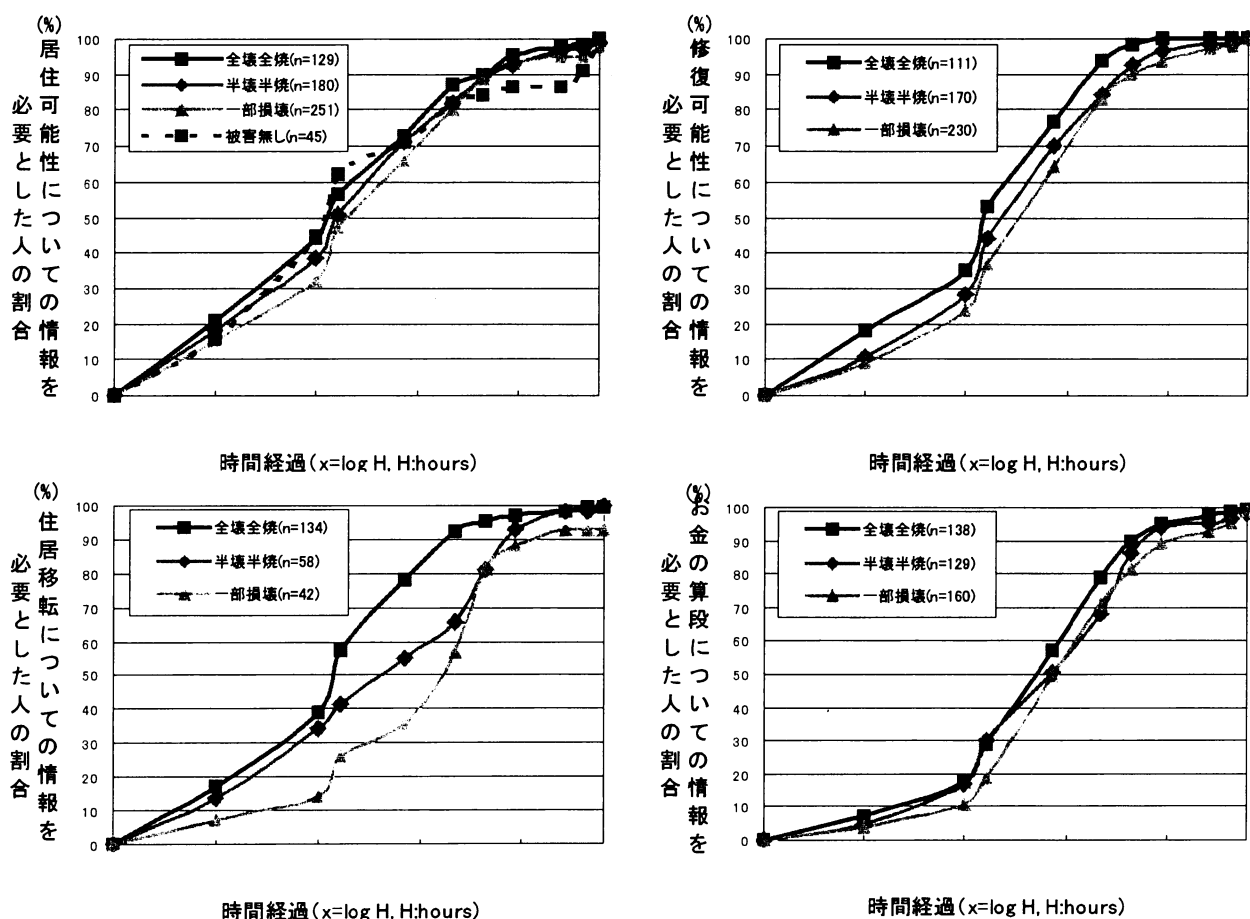 (%)
居住可能性についての情報を
必要とした人の割合
100
90
80
70
60
50
40
30
20
10
0
全壊全焼(n=129)
半壊半焼(n=180)
一部損壊(n=251)
被害無し(n=45)
時間経過(x=log H, H:hours)
(%)
修復可能性についての情報を
必要とした人の割合
100
90
80
70
60
50
40
30
20
10
0
全壊全焼(n=111)
半壊半焼(n=170)
一部損壊(n=230)
時間経過(x=log H, H:hours)
(%)
住居移転についての情報を
必要とした人の割合
100
90
80
70
60
50
40
30
20
10
0
全壊全焼(n=134)
半壊半焼(n=58)
一部損壊(n=42)
時間経過(x=log H, H:hours)
(%)
お金の算段についての情報を
必要とした人の割合
100
90
80
70
60
50
40
30
20
10
0
全壊全焼(n=138)
半壊半焼(n=129)
一部損壊(n=160)
時間経過(x=log H, H:hours)